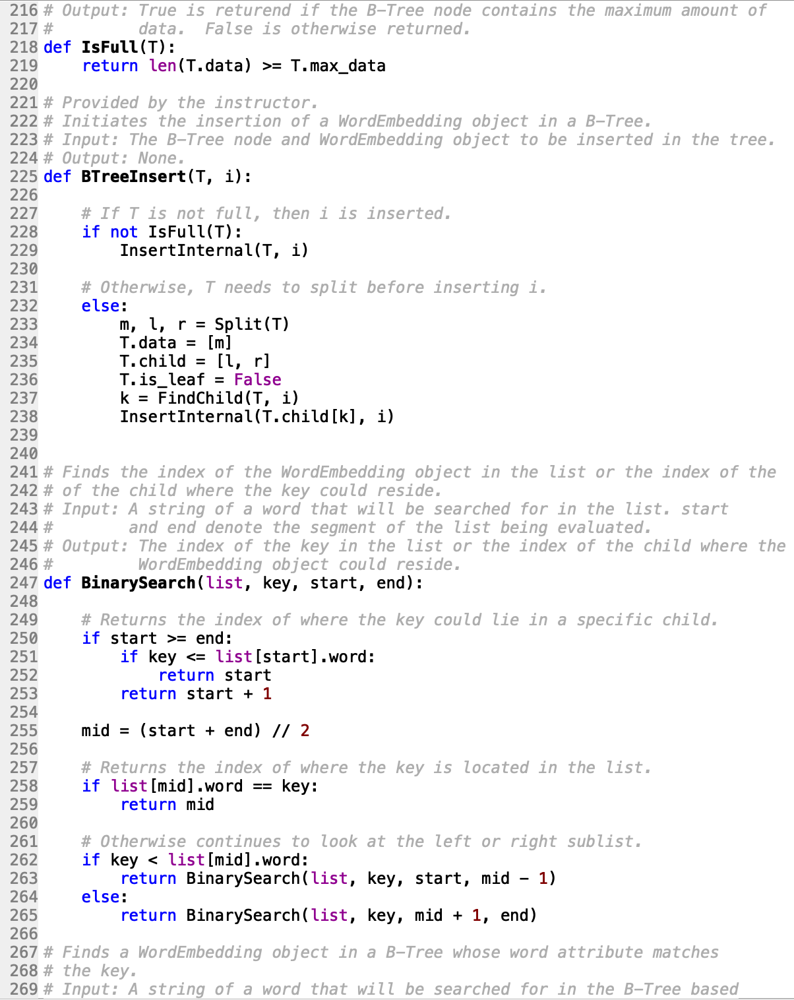 216 # Output: True is returend if the B-Tree node contains the maximum amount of
217 #         data.  False is otherwise returned.
218 def IsFull(T):
219     return len(T.data) >= T.max_data
220
221 # Provided by the instructor.
222 # Initiates the insertion of a WordEmbedding object in a B-Tree.
223 # Input: The B-Tree node and WordEmbedding object to be inserted in the tree.
224 # Output: None.
225 def BTreeInsert(T, i):
226
227     # If T is not full, then i is inserted.
228     if not IsFull(T):
229         InsertInternal(T, i)
230
231     # Otherwise, T needs to split before inserting i.
232     else:
233         m, l, r = Split(T)
234         T.data = [m]
235         T.child = [l, r]
236         T.is_leaf = False
237         k = FindChild(T, i)
238         InsertInternal(T.child[k], i)
239
240
241 # Finds the index of the WordEmbedding object in the list or the index of the
242 # of the child where the key could reside.
243 # Input: A string of a word that will be searched for in the list. start
244 #        and end denote the segment of the list being evaluated.
245 # Output: The index of the key in the list or the index of the child where the
246 #         WordEmbedding object could reside.
247 def BinarySearch(list, key, start, end):
248
249     # Returns the index of where the key could lie in a specific child.
250     if start >= end:
251         if key <= list[start].word:
252             return start
253         return start + 1
254
255     mid = (start + end) // 2
256
257     # Returns the index of where the key is located in the list.
258     if list[mid].word == key:
259         return mid
260
261     # Otherwise continues to look at the left or right sublist.
262     if key < list[mid].word:
263         return BinarySearch(list, key, start, mid - 1)
264     else:
265         return BinarySearch(list, key, mid + 1, end)
266
267 # Finds a WordEmbedding object in a B-Tree whose word attribute matches
268 # the key.
269 # Input: A string of a word that will be searched for in the B-Tree based